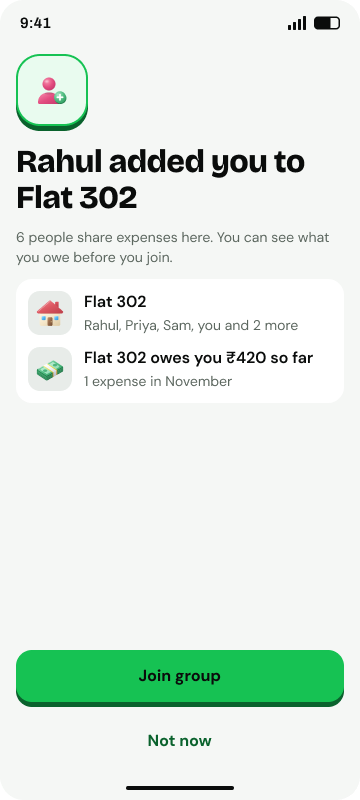 9:41
Rahul added you to
Flat 302
6 people share expenses here. You can see what
you owe before you join.
Flat 302
Rahul, Priya, Sam, you and 2 more
Flat 302 owes you ₹420 so far
1 expense in November
Join group
Not now